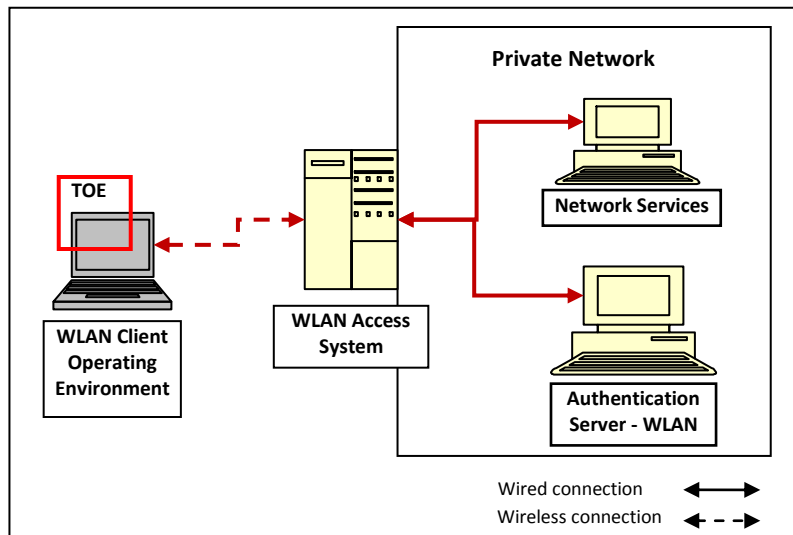 Private Network
TOE
Network Services
WLAN Client
Operating
Environment
WLAN Access
System
Authentication
Server - WLAN
Wired connection
Wireless connection